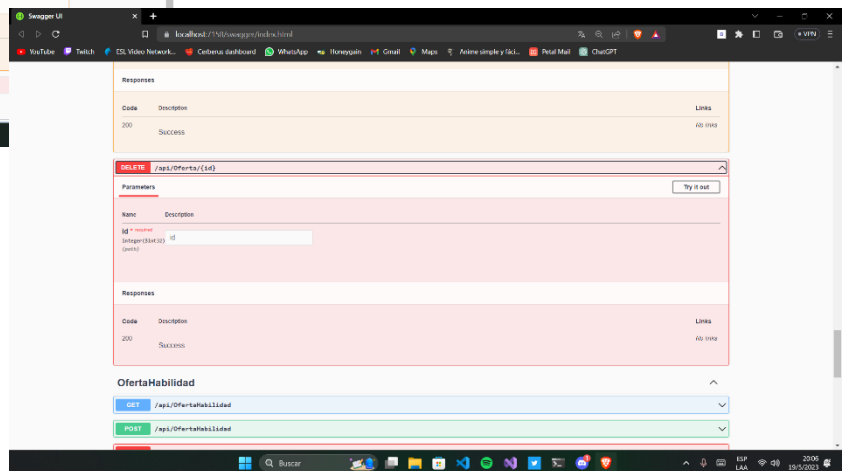 Swagger UI
localhost:7150/swagger/index.html
VPN
YouTube Twitch ESL Video Network... Cerberus dashboard WhatsApp Honeygain Gmail Maps Anime simple y fáci... Petal Mail ChatGPT
Responses
Code Description Links
200 Success No links
DELETE /api/Oferta/{id}
Parameters Try it out
Name Description
id * required
integer($int32) id
(path)
Responses
Code Description Links
200 Success No links
OfertaHabilidad
GET /api/OfertaHabilidad
POST /api/OfertaHabilidad
Buscar
ESP 20:06
LAA 19/5/2023